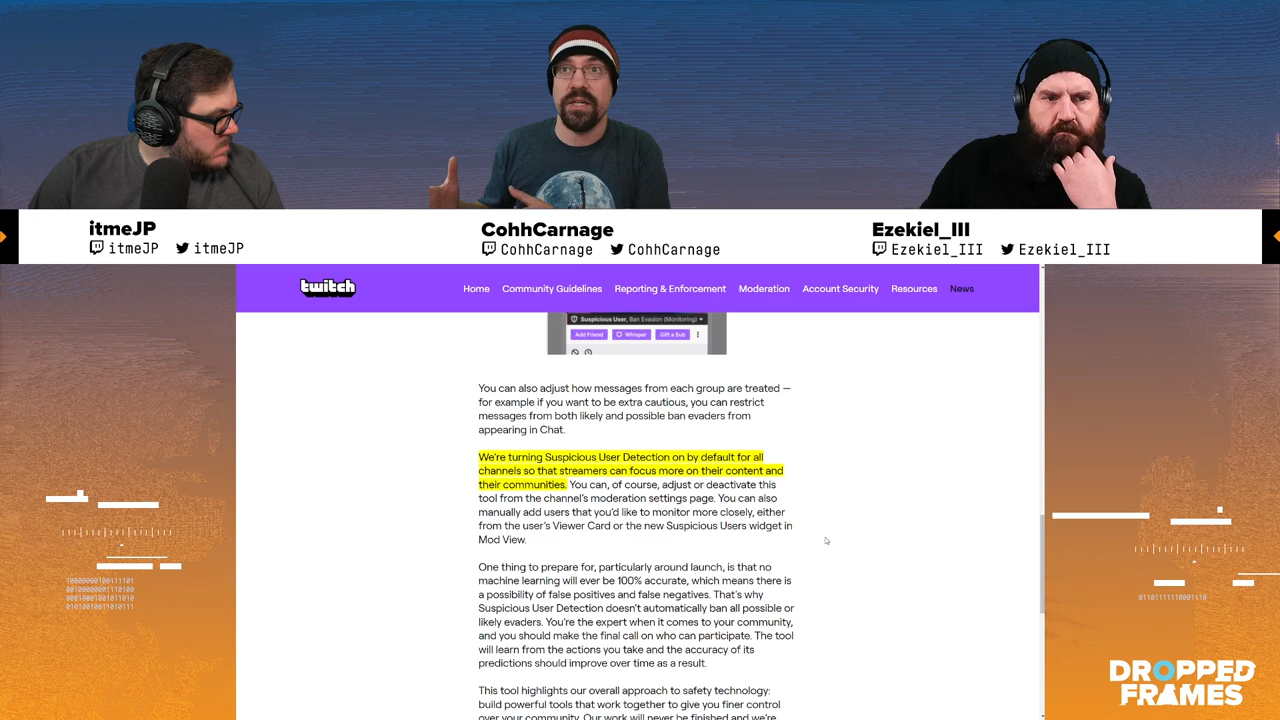 itmeJP
itmeJP itmeJP
CohhCarnage
CohhCarnage CohhCarnage
Ezekiel_III
Ezekiel_III Ezekiel_III
twitch Home Community Guidelines Reporting & Enforcement Moderation Account Security Resources News
Suspicious User, Ban Evasion (Monitoring)
Add Friend Whisper Gift a Sub
You can also adjust how messages from each group are treated —
for example if you want to be extra cautious, you can restrict
messages from both likely and possible ban evaders from
appearing in Chat.
We're turning Suspicious User Detection on by default for all
channels so that streamers can focus more on their content and
their communities. You can, of course, adjust or deactivate this
tool from the channel's moderation settings page. You can also
manually add users that you'd like to monitor more closely, either
from the user's Viewer Card or the new Suspicious Users widget in
Mod View.
One thing to prepare for, particularly around launch, is that no
machine learning will ever be 100% accurate, which means there is
a possibility of false positives and false negatives. That's why
Suspicious User Detection doesn't automatically ban all possible or
likely evaders. You're the expert when it comes to your community,
and you should make the final call on who can participate. The tool
will learn from the actions you take and the accuracy of its
predictions should improve over time as a result.
This tool highlights our overall approach to safety technology:
build powerful tools that work together to give you finer control
over your community. Our work will never be finished and we're
DROPPED
FRAMES